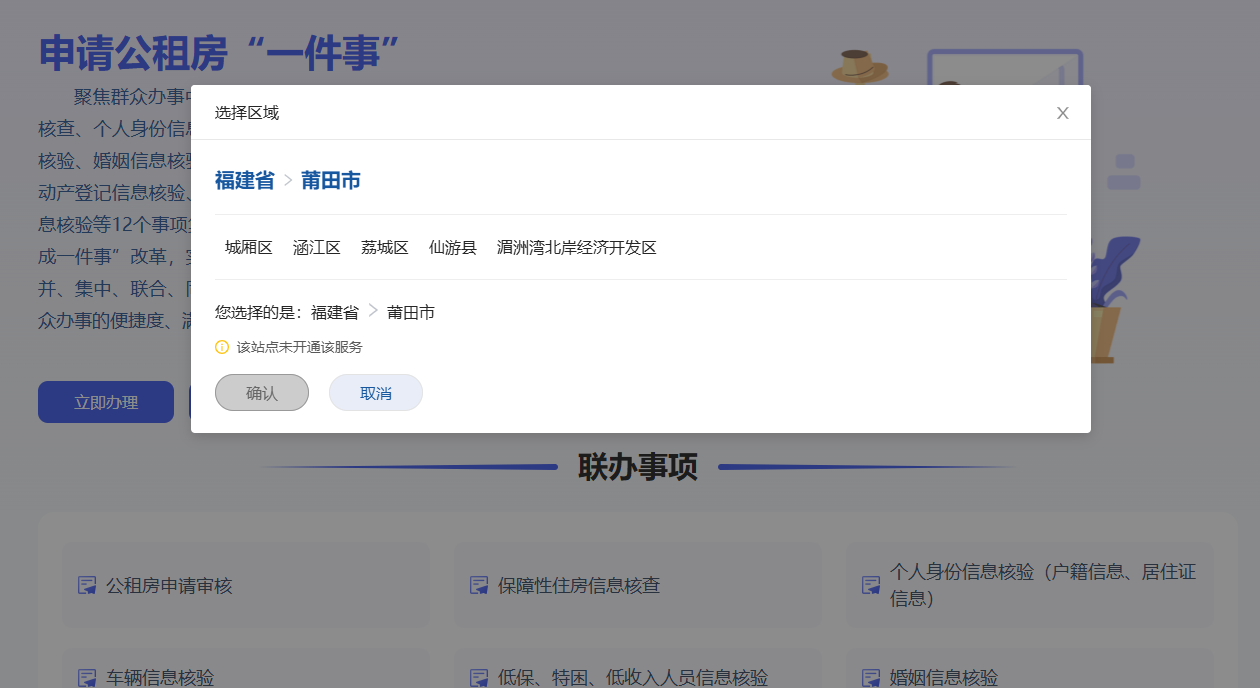 申请公租房“一件事”
聚焦群众办事中
核查、个人身份信息
核验、婚姻信息核验
动产登记信息核验、
息核验等12个事项集
成一件事”改革，实
并、集中、联合、同
众办事的便捷度、满
选择区域
福建省 > 莆田市
城厢区 涵江区 荔城区 仙游县 湄洲湾北岸经济开发区
您选择的是：福建省 > 莆田市
该站点未开通该服务
确认 取消
立即办理
联办事项
公租房申请审核
保障性住房信息核查
个人身份信息核验（户籍信息、居住证
信息）
车辆信息核验
低保、特困、低收入人员信息核验
婚姻信息核验